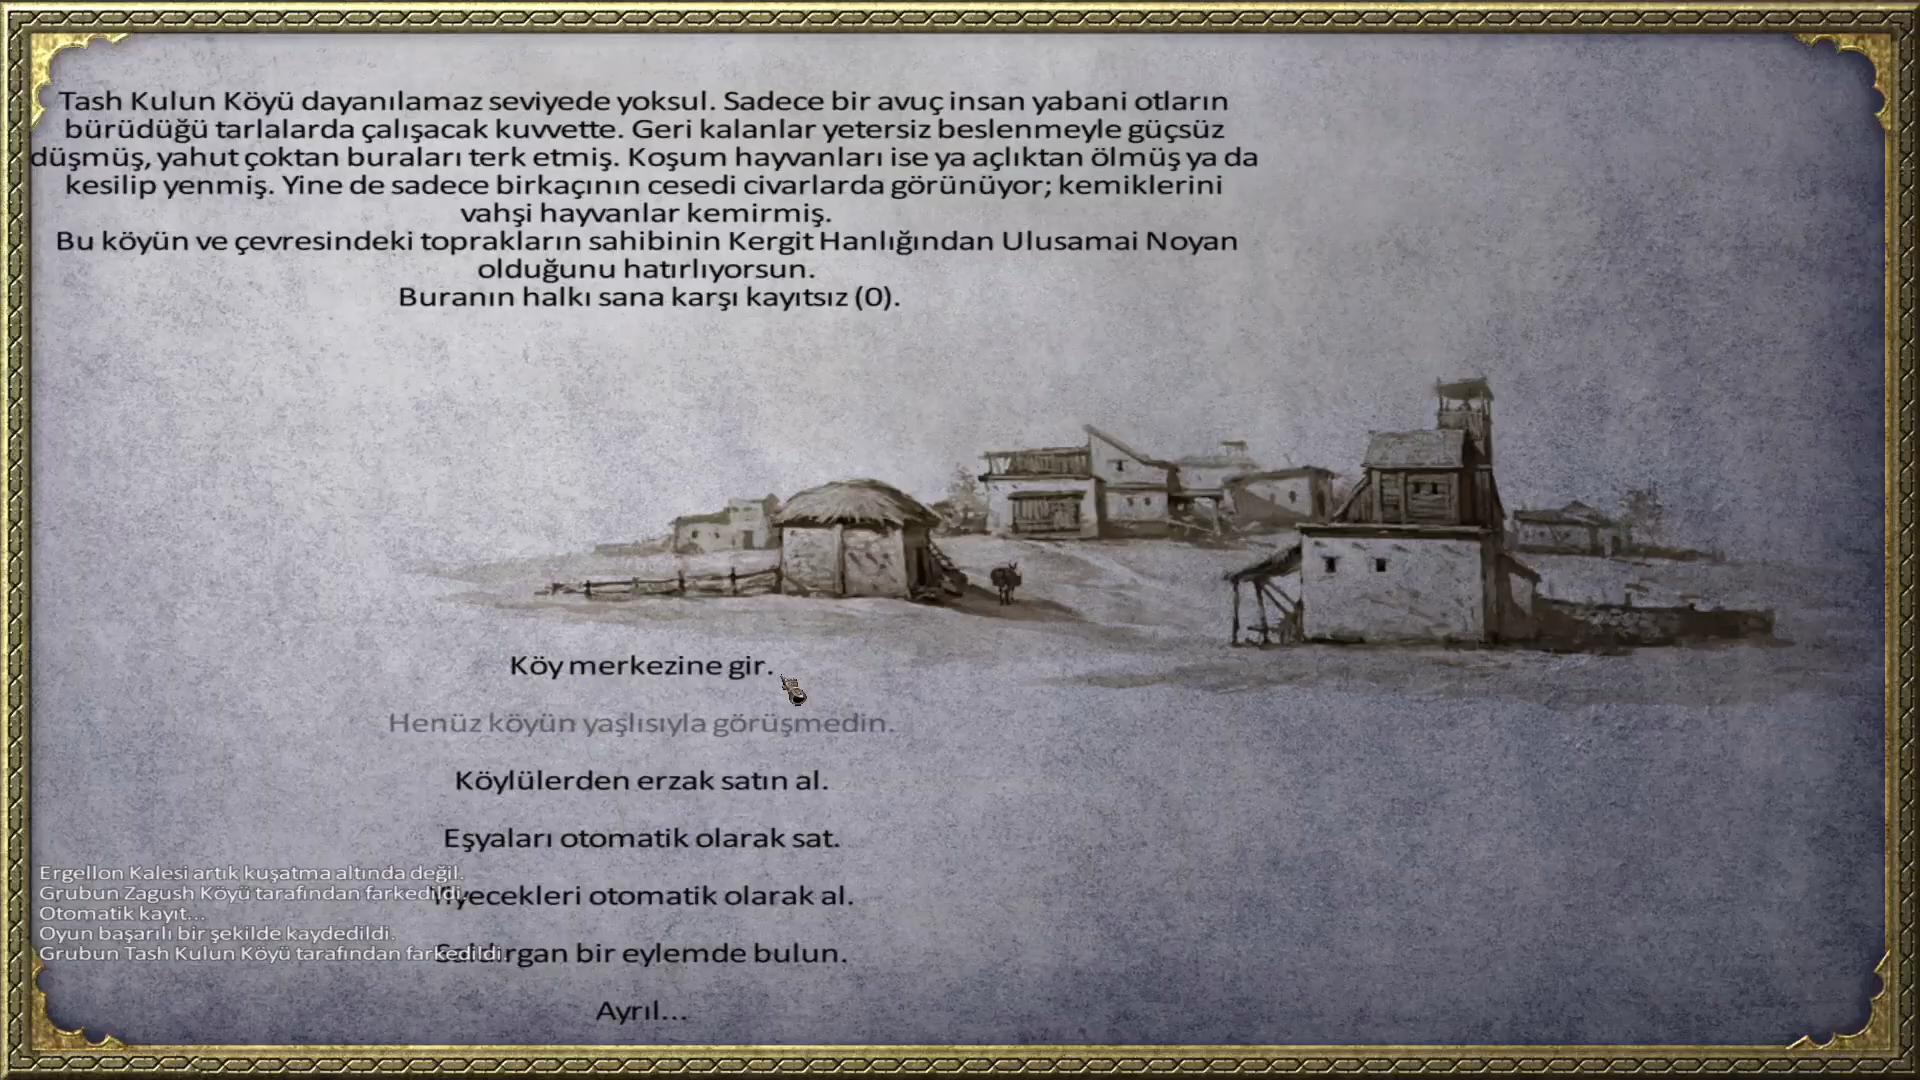 Tash Kulun Köyü dayanılamaz seviyede yoksul. Sadece bir avuç insan yabani otların
bürüdüğü tarlalarda çalışacak kuvvette. Geri kalanlar yetersiz beslenmeyle güçsüz
düşmüş, yahut çoktan buraları terk etmiş. Koşum hayvanları ise ya açlıktan ölmüş ya da
kesilip yenmiş. Yine de sadece birkaçının cesedi civarlarda görünüyor; kemiklerini
vahşi hayvanlar kemirmiş.
Bu köyün ve çevresindeki toprakların sahibinin Kergit Hanlığından Ulusamai Noyan
olduğunu hatırlıyorsun.
Buranın halkı sana karşı kayıtsız (0).
Köy merkezine gir.
Henüz köyün yaşlısıyla görüşmedin.
Köylülerden erzak satın al.
Eşyaları otomatik olarak sat.
Yiyecekleri otomatik olarak al.
Saldırgan bir eylemde bulun.
Ayrıl...
Ergellon Kalesi artık kuşatma altında değil.
Grubun Zagush Köyü tarafından farkedildi.
Otomatik kayıt...
Oyun başarılı bir şekilde kaydedildi.
Grubun Tash Kulun Köyü tarafından farkedildi.